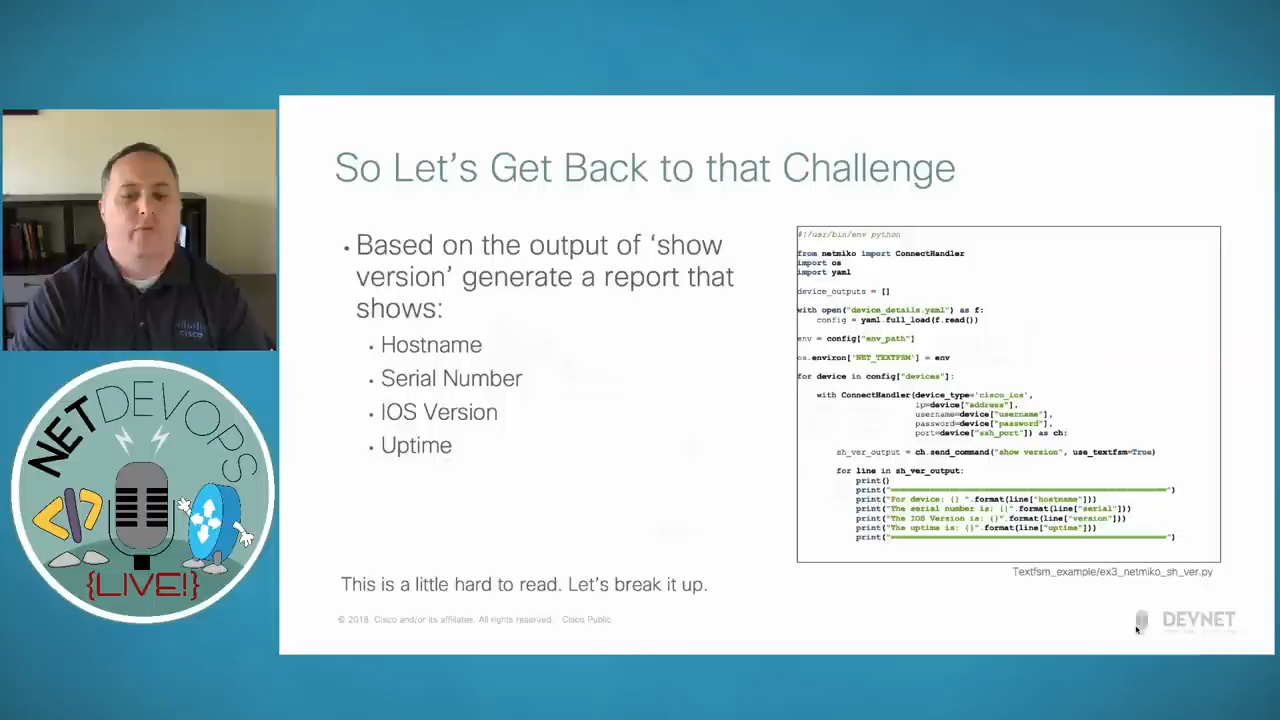 So Let's Get Back to that Challenge
• Based on the output of 'show
version' generate a report that
shows:
• Hostname
• Serial Number
• IOS Version
• Uptime
This is a little hard to read. Let's break it up.
#!/usr/bin/env python
from netmiko import ConnectHandler
import os
import yaml
device_outputs = []
with open("device_details.yaml") as f:
config = yaml.full_load(f.read())
env = config["env_path"]
os.environ['NET_TEXTFSM'] = env
for device in config["devices"]:
with ConnectHandler(device_type='cisco_ios',
ip=device["address"],
username=device["username"],
password=device["password"],
port=device["ssh_port"]) as ch:
sh_ver_output = ch.send_command("show version", use_textfsm=True)
for line in sh_ver_output:
print()
print("For device: {} ".format(line["hostname"]))
print("The serial number is: {}".format(line["serial"]))
print("The IOS Version is: {}".format(line["version"]))
print("The uptime is: {}".format(line["uptime"]))
Textfsm_example/ex3_netmiko_sh_ver.py
© 2018 Cisco and/or its affiliates. All rights reserved. Cisco Public
DEVNET
cisco
NETDEVOPS
</>
{LIVE!}